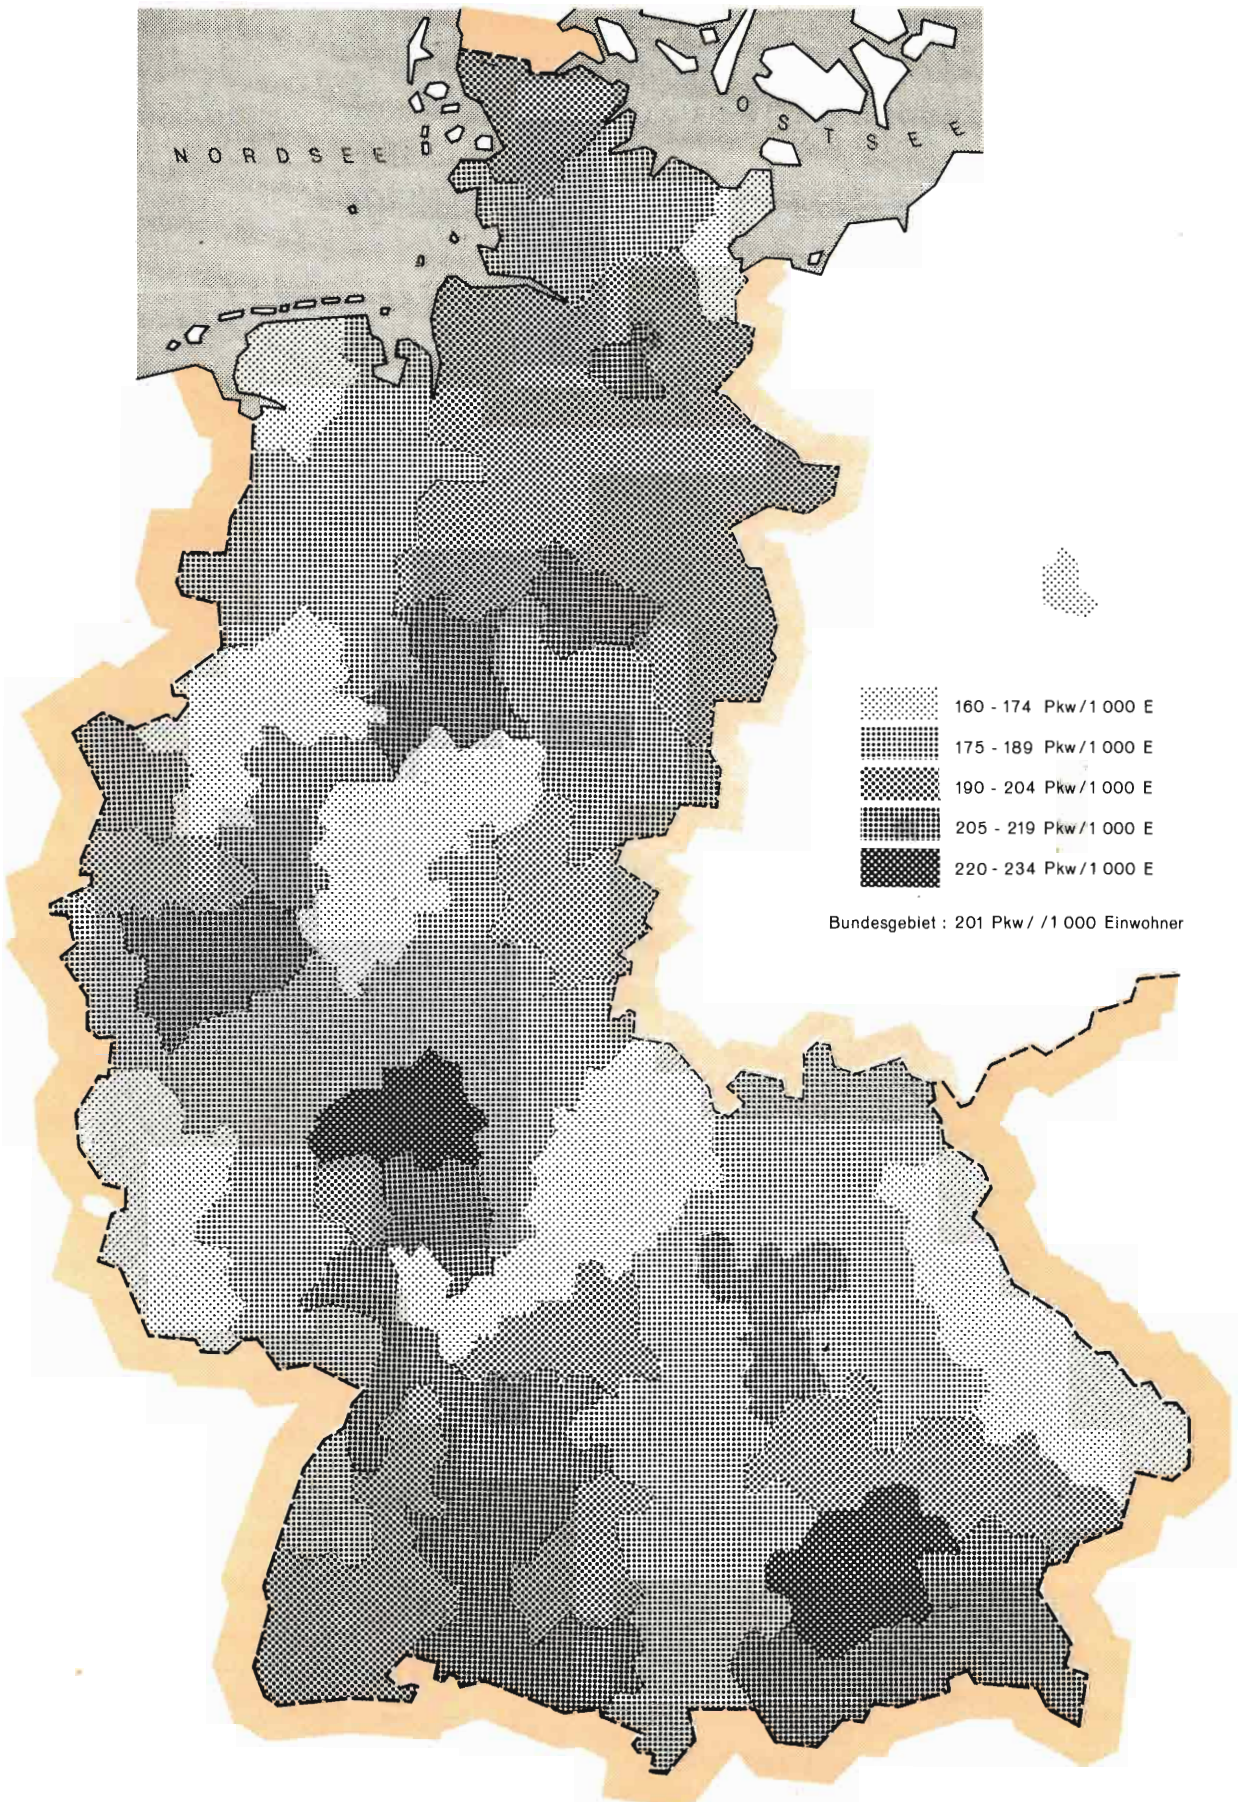 NORDSEE
OSTSEE
160 - 174 Pkw/1 000 E
175 - 189 Pkw/1 000 E
190 - 204 Pkw/1 000 E
205 - 219 Pkw/1 000 E
220 - 234 Pkw/1 000 E
Bundesgebiet : 201 Pkw/ /1 000 Einwohner